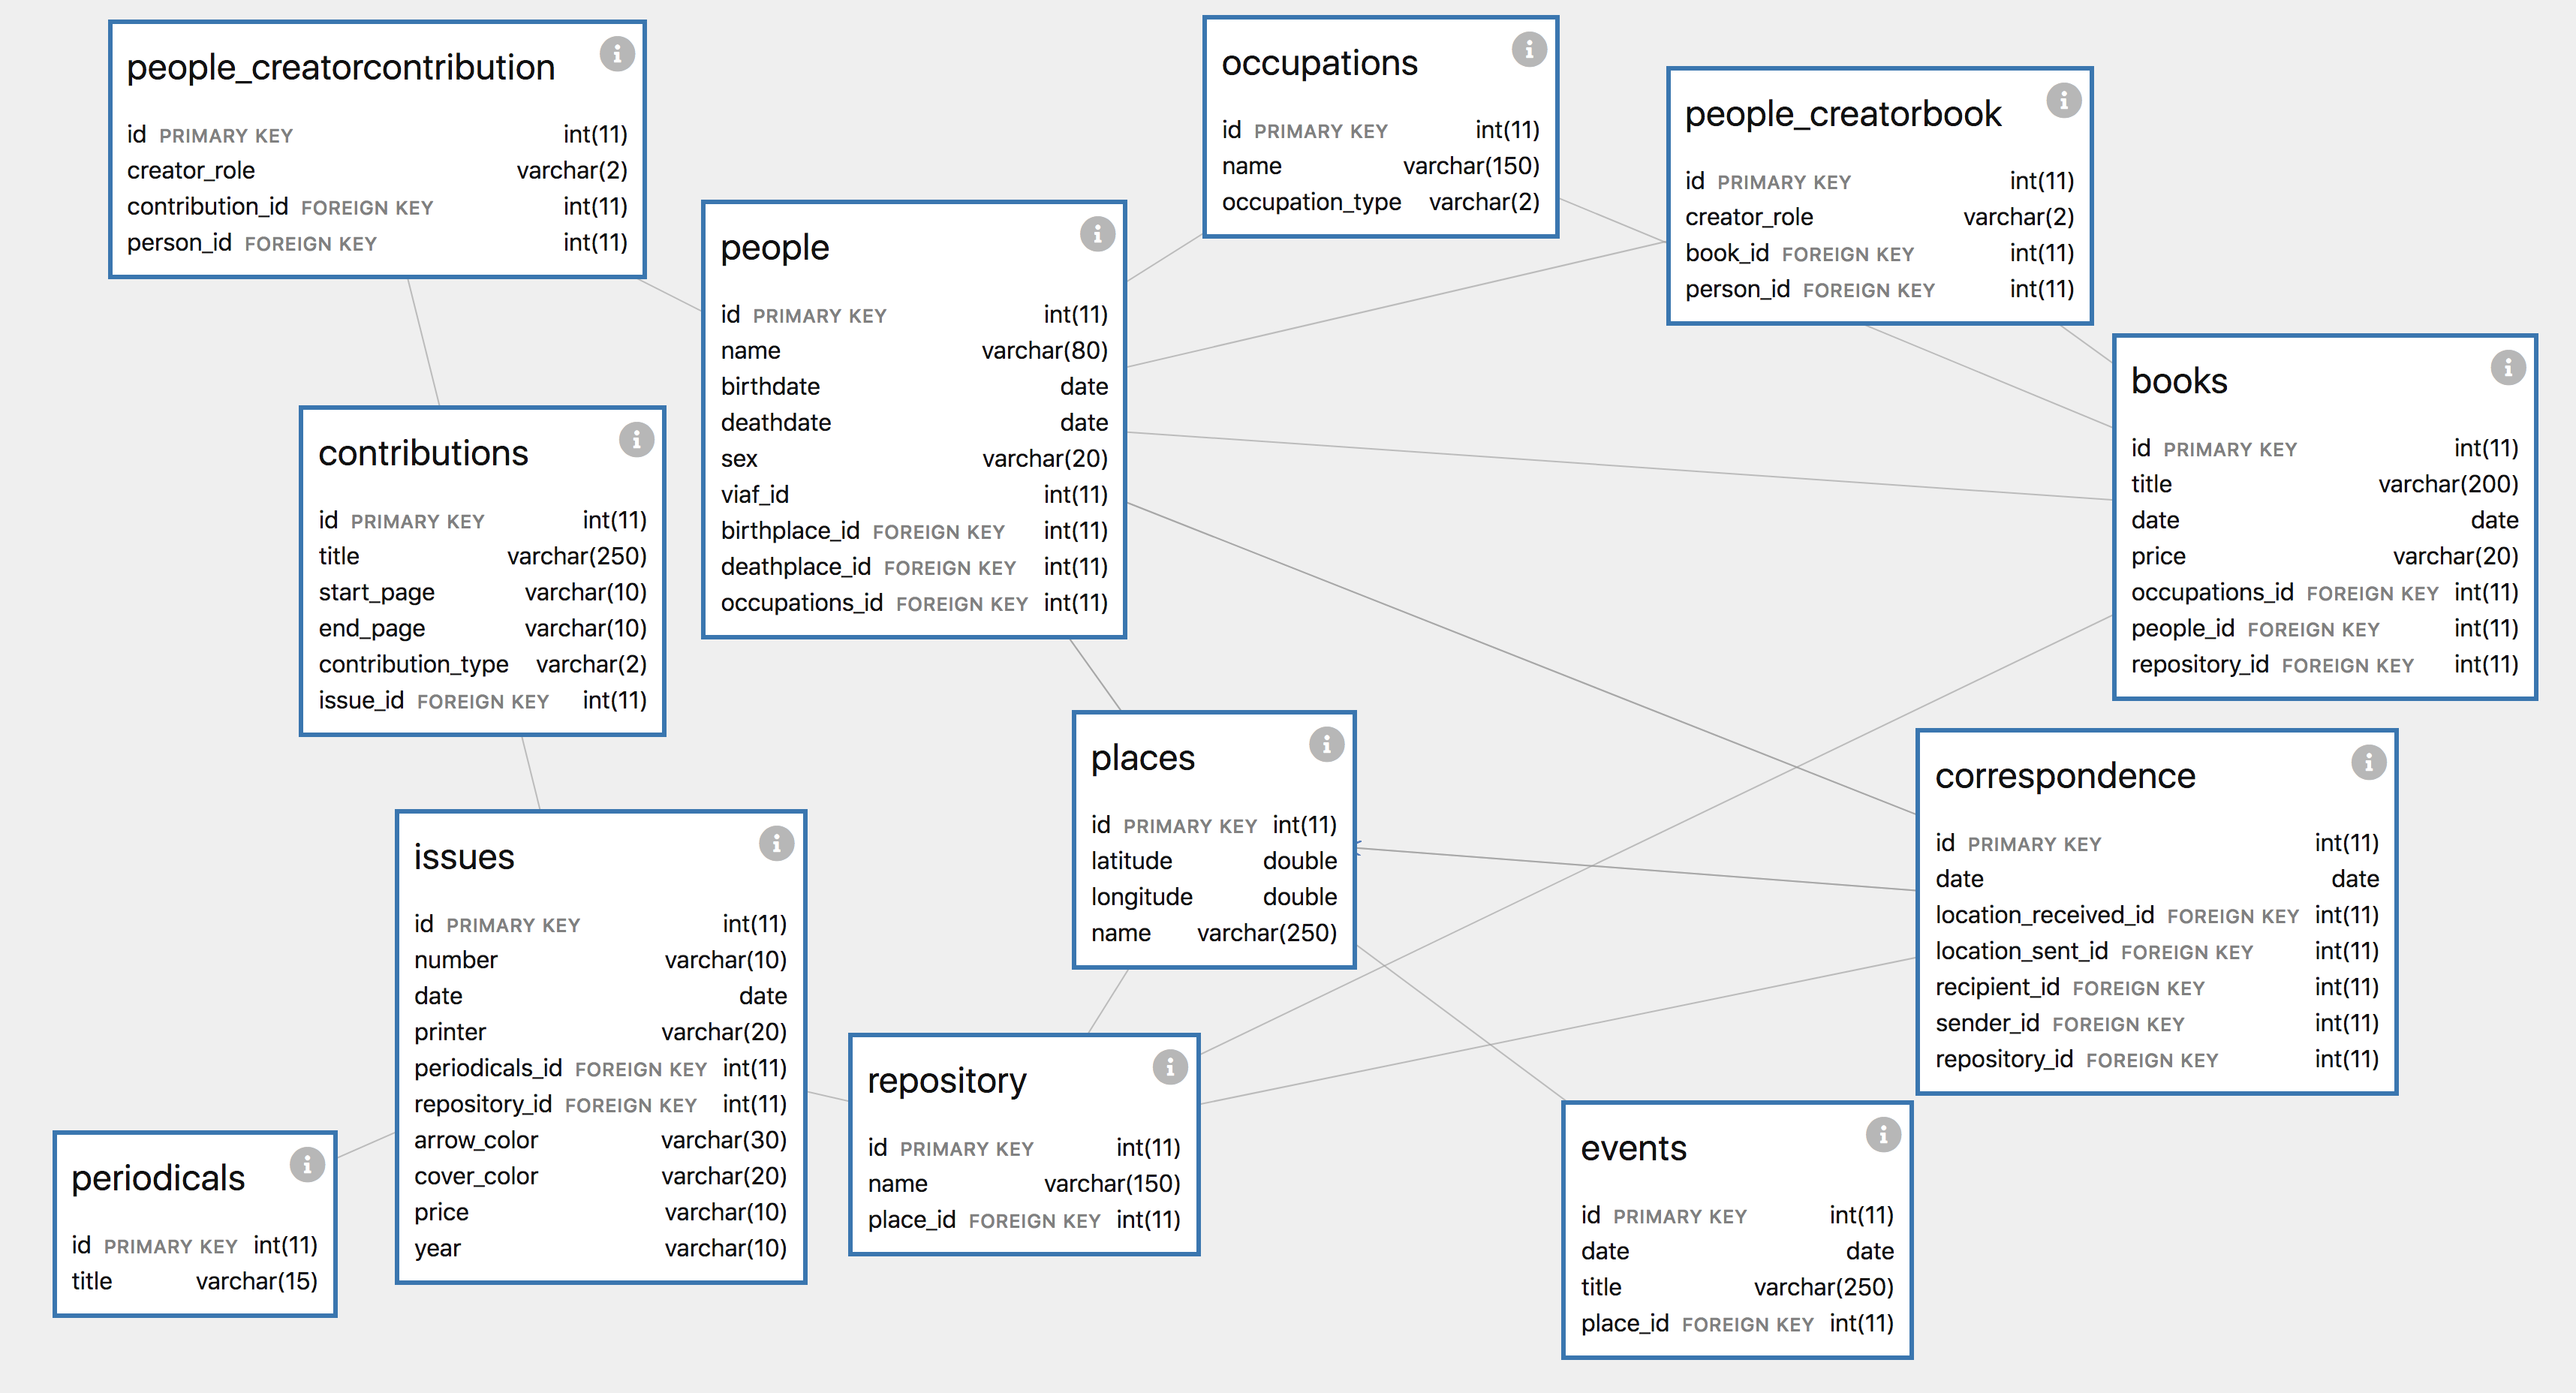 people_creatorcontribution
id PRIMARY KEY int(11)
creator_role varchar(2)
contribution_id FOREIGN KEY int(11)
person_id FOREIGN KEY int(11)
occupations
id PRIMARY KEY int(11)
name varchar(150)
occupation_type varchar(2)
people_creatorbook
id PRIMARY KEY int(11)
creator_role varchar(2)
book_id FOREIGN KEY int(11)
person_id FOREIGN KEY int(11)
people
id PRIMARY KEY int(11)
name varchar(80)
birthdate date
deathdate date
sex varchar(20)
viaf_id int(11)
birthplace_id FOREIGN KEY int(11)
deathplace_id FOREIGN KEY int(11)
occupations_id FOREIGN KEY int(11)
books
id PRIMARY KEY int(11)
title varchar(200)
date date
price varchar(20)
occupations_id FOREIGN KEY int(11)
people_id FOREIGN KEY int(11)
repository_id FOREIGN KEY int(11)
contributions
id PRIMARY KEY int(11)
title varchar(250)
start_page varchar(10)
end_page varchar(10)
contribution_type varchar(2)
issue_id FOREIGN KEY int(11)
places
id PRIMARY KEY int(11)
latitude double
longitude double
name varchar(250)
correspondence
id PRIMARY KEY int(11)
date date
location_received_id FOREIGN KEY int(11)
location_sent_id FOREIGN KEY int(11)
recipient_id FOREIGN KEY int(11)
sender_id FOREIGN KEY int(11)
repository_id FOREIGN KEY int(11)
issues
id PRIMARY KEY int(11)
number varchar(10)
date date
printer varchar(20)
periodicals_id FOREIGN KEY int(11)
repository_id FOREIGN KEY int(11)
arrow_color varchar(30)
cover_color varchar(20)
price varchar(10)
year varchar(10)
repository
id PRIMARY KEY int(11)
name varchar(150)
place_id FOREIGN KEY int(11)
events
id PRIMARY KEY int(11)
date date
title varchar(250)
place_id FOREIGN KEY int(11)
periodicals
id PRIMARY KEY int(11)
title varchar(15)